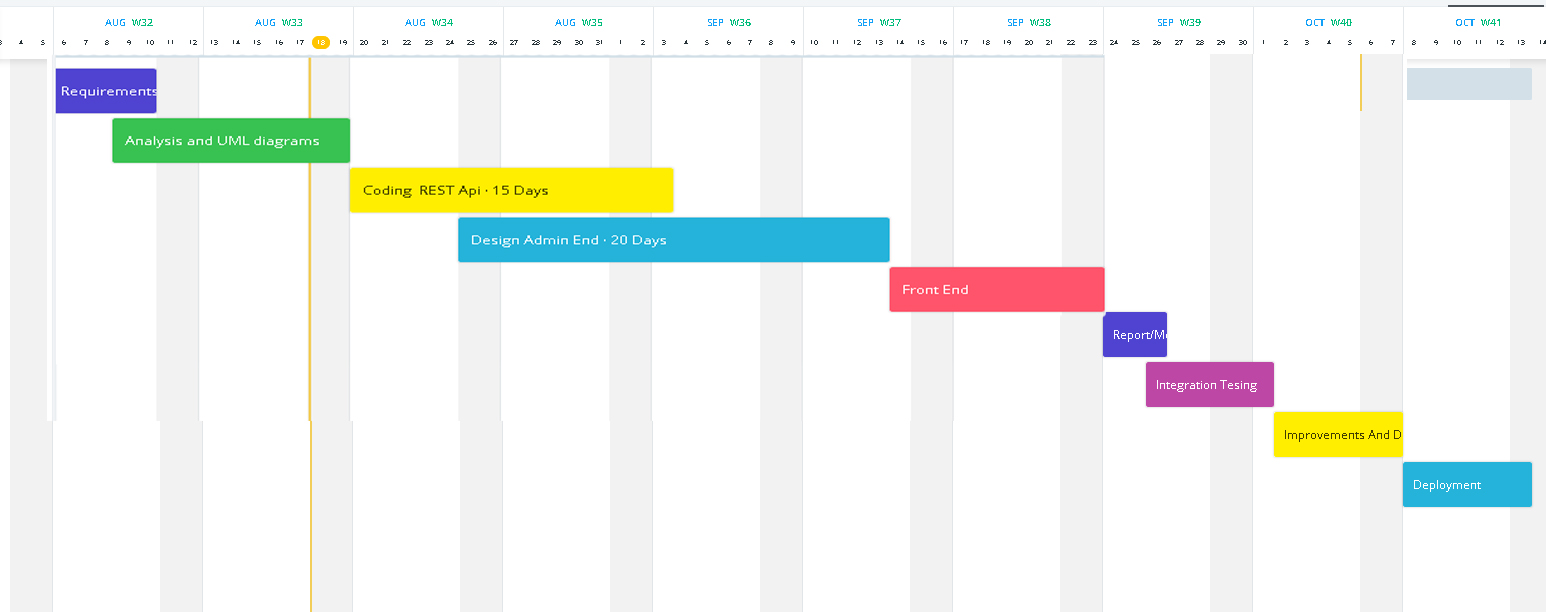 AUG W32 AUG W33 AUG W34 AUG W35 SEP W36 SEP W37 SEP W38 SEP W39 OCT W40 OCT W41
4 5 6 7 8 9 10 11 12 13 14 15 16 17 18 19 20 21 22 23 24 25 26 27 28 29 30 31 1 2 3 4 5 6 7 8 9 10 11 12 13 14 15 16 17 18 19 20 21 22 23 24 25 26 27 28 29 30 1 2 3 4 5 6 7 8 9 10 11 12 13 14
Requirements
Analysis and UML diagrams
Coding REST Api · 15 Days
Design Admin End · 20 Days
Front End
Report/M
Integration Tesing
Improvements And D
Deployment